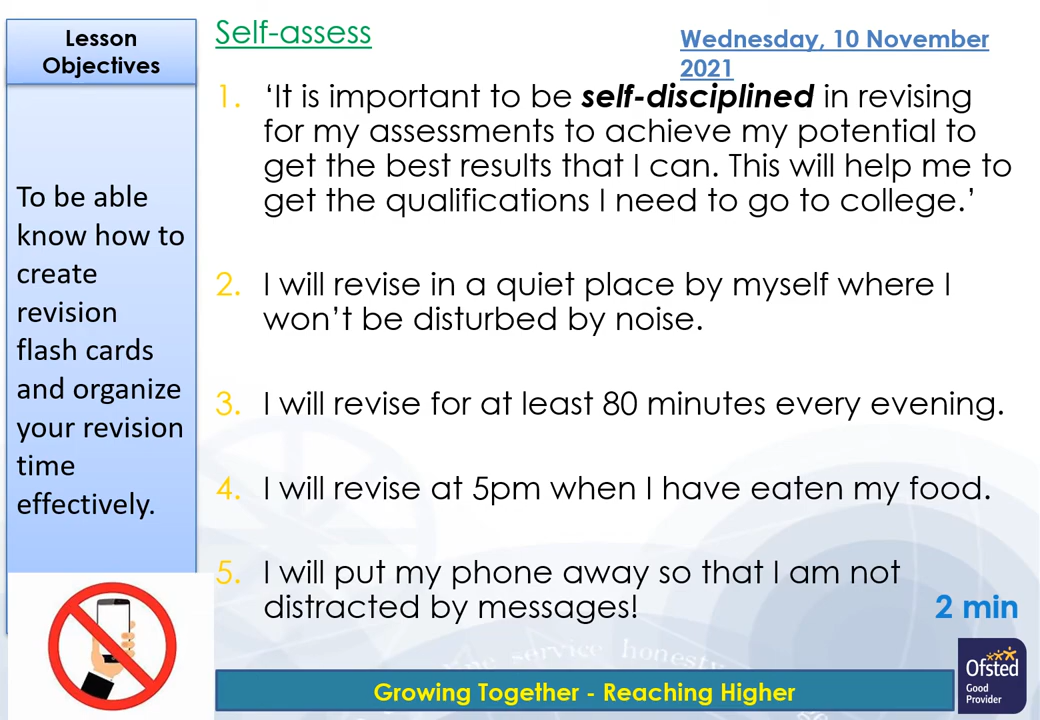 Lesson
Objectives
To be able
know how to
create
revision
flash cards
and organize
your revision
time
effectively.
Self-assess
Wednesday, 10 November
2021
1. ‘It is important to be self-disciplined in revising
for my assessments to achieve my potential to
get the best results that I can. This will help me to
get the qualifications I need to go to college.’
2. I will revise in a quiet place by myself where I
won’t be disturbed by noise.
3. I will revise for at least 80 minutes every evening.
4. I will revise at 5pm when I have eaten my food.
5. I will put my phone away so that I am not
distracted by messages!
2 min
service honesty
Growing Together - Reaching Higher
Ofsted
Good
Provider